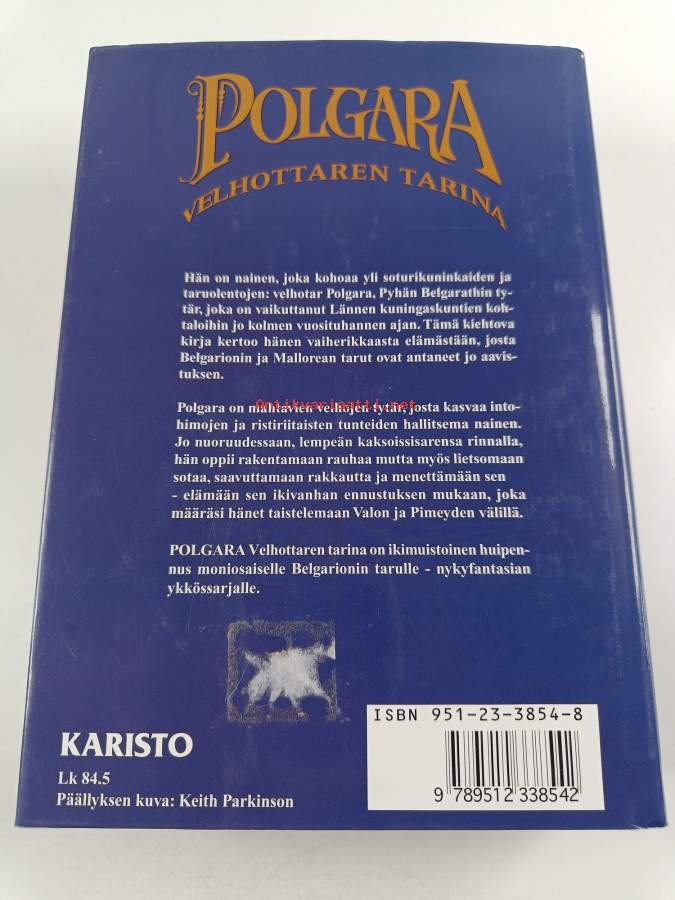 POLGARA
VELHOTTAREN TARINA
Hän on nainen, joka kohoaa yli soturikuninkaiden ja
taruolentojen: velhotar Polgara, Pyhän Belgarathin ty-
tär, joka on vaikuttanut Lännen kuningaskuntien koh-
taloihin jo kolmen vuosituhannen ajan. Tämä kiehtova
kirja kertoo hänen vaiherikkaasta elämästään, josta
Belgarionin ja Mallorean tarut ovat antaneet jo aavis-
tuksen.
Antikvariaatti.net
Polgara on mahtavien velhojen tytär, josta kasvaa into-
himojen ja ristiriitaisten tunteiden hallitsema nainen.
Jo nuoruudessaan, lempeän kaksoissisarensa rinnalla,
hän oppii rakentamaan rauhaa mutta myös lietsomaan
sotaa, saavuttamaan rakkautta ja menettämään sen
- elämään sen ikivanhan ennustuksen mukaan, joka
määräsi hänet taistelemaan Valon ja Pimeyden välillä.
POLGARA Velhottaren tarina on ikimuistoinen huipen-
nus moniosaiselle Belgarionin tarulle - nykyfantasian
ykkössarjalle.
ISBN 951-23-3854-8
9 789512 338542
KARISTO
Lk 84.5
Päällyksen kuva: Keith Parkinson